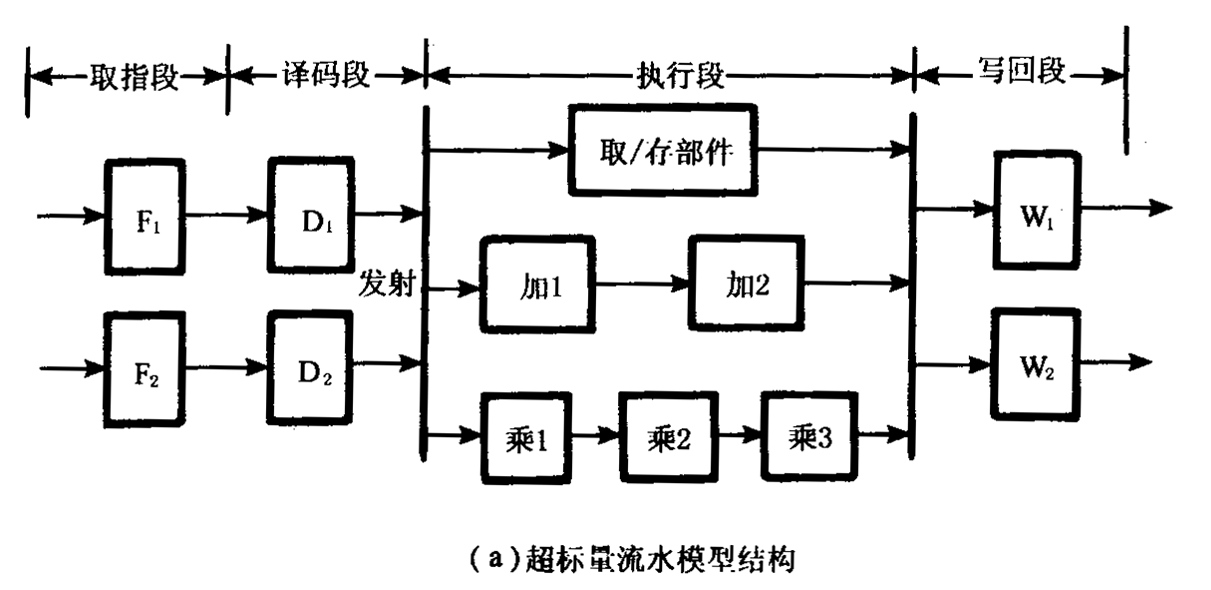 取指段 译码段 执行段 写回段
取/存部件
F₁ D₁ W₁
发射 加1 加2
F₂ D₂ W₂
乘1 乘2 乘3
(a)超标量流水模型结构